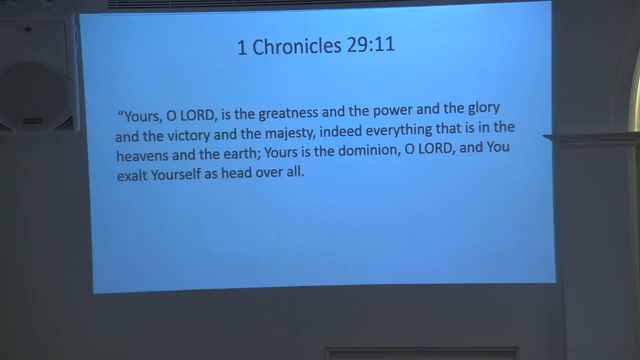 1 Chronicles 29:11
“Yours, O LORD, is the greatness and the power and the glory
and the victory and the majesty, indeed everything that is in the
heavens and the earth; Yours is the dominion, O LORD, and You
exalt Yourself as head over all.